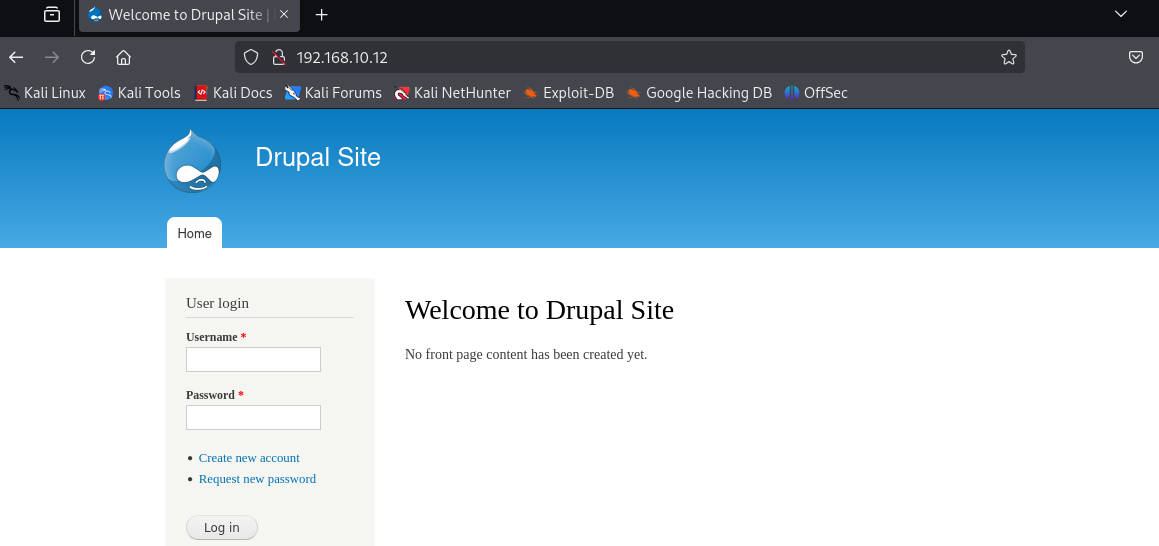 Welcome to Drupal Site |
192.168.10.12
Kali Linux Kali Tools Kali Docs Kali Forums Kali NetHunter Exploit-DB Google Hacking DB OffSec
Drupal Site
Home
User login
Username *
Password *
Create new account
Request new password
Log in
Welcome to Drupal Site
No front page content has been created yet.